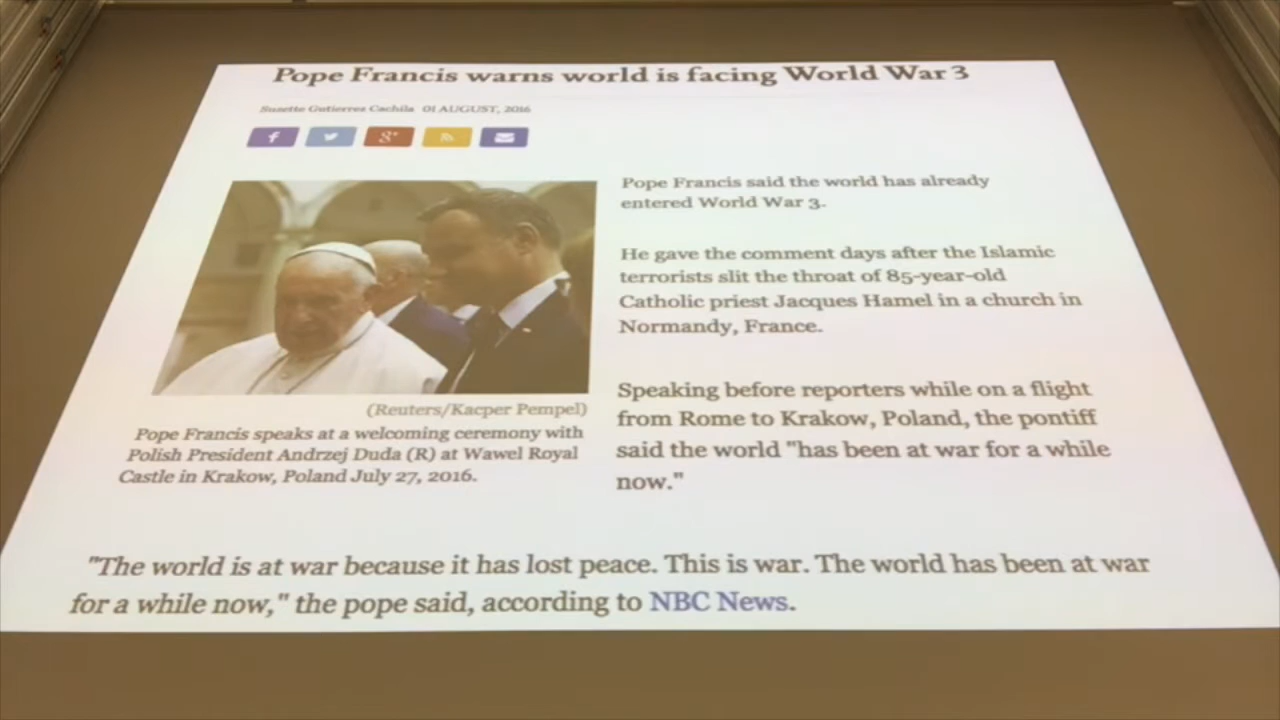 Pope Francis warns world is facing World War 3
Suzette Gutierrez Cachila 01 AUGUST, 2016
Pope Francis said the world has already
entered World War 3.
He gave the comment days after the Islamic
terrorists slit the throat of 85-year-old
Catholic priest Jacques Hamel in a church in
Normandy, France.
Speaking before reporters while on a flight
from Rome to Krakow, Poland, the pontiff
said the world "has been at war for a while
now."
(Reuters/Kacper Pempel)
Pope Francis speaks at a welcoming ceremony with
Polish President Andrzej Duda (R) at Wawel Royal
Castle in Krakow, Poland July 27, 2016.
"The world is at war because it has lost peace. This is war. The world has been at war
for a while now," the pope said, according to NBC News.